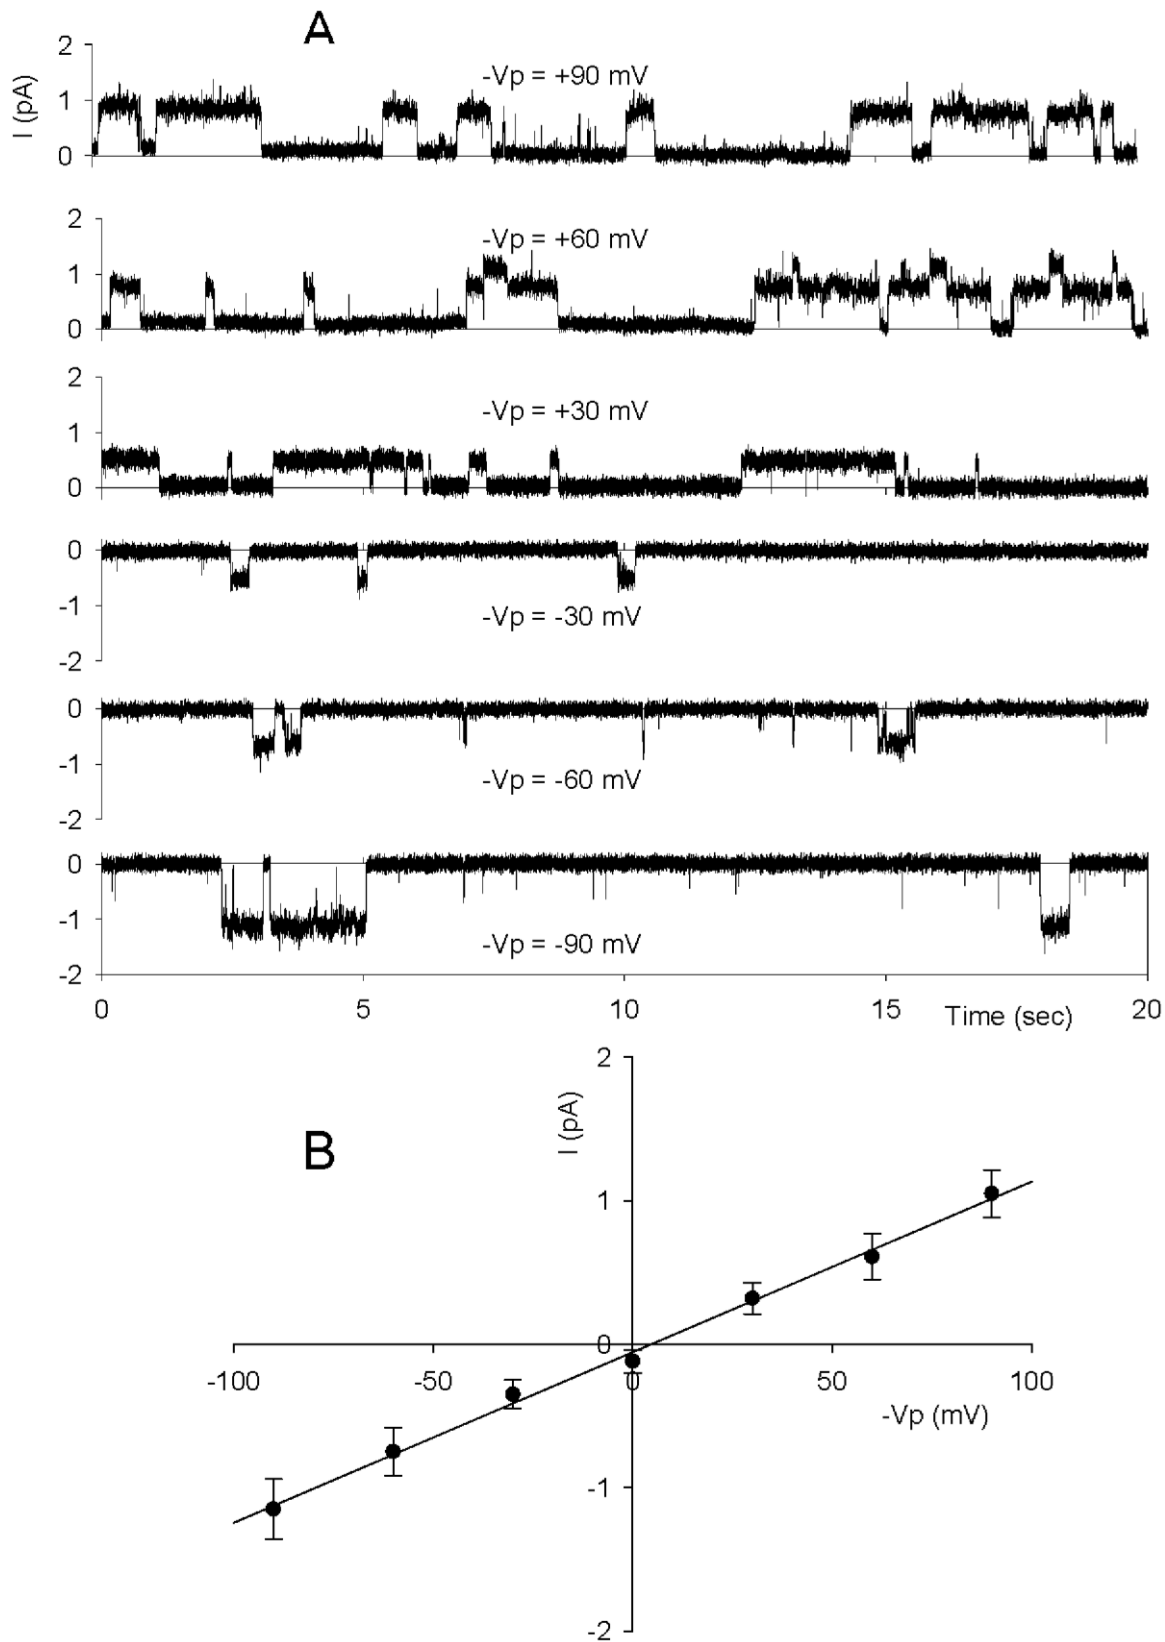 A
2
-Vp = +90 mV
I (pA)
1
0
2
-Vp = +60 mV
1
0
2
-Vp = +30 mV
1
0
0
-1
-Vp = -30 mV
-2
0
-1
-Vp = -60 mV
-2
0
-1
-Vp = -90 mV
-2
0 5 10 15 20
Time (sec)
2
I (pA)
B
1
0
-100 -50 0 50 100
-Vp (mV)
-1
-2